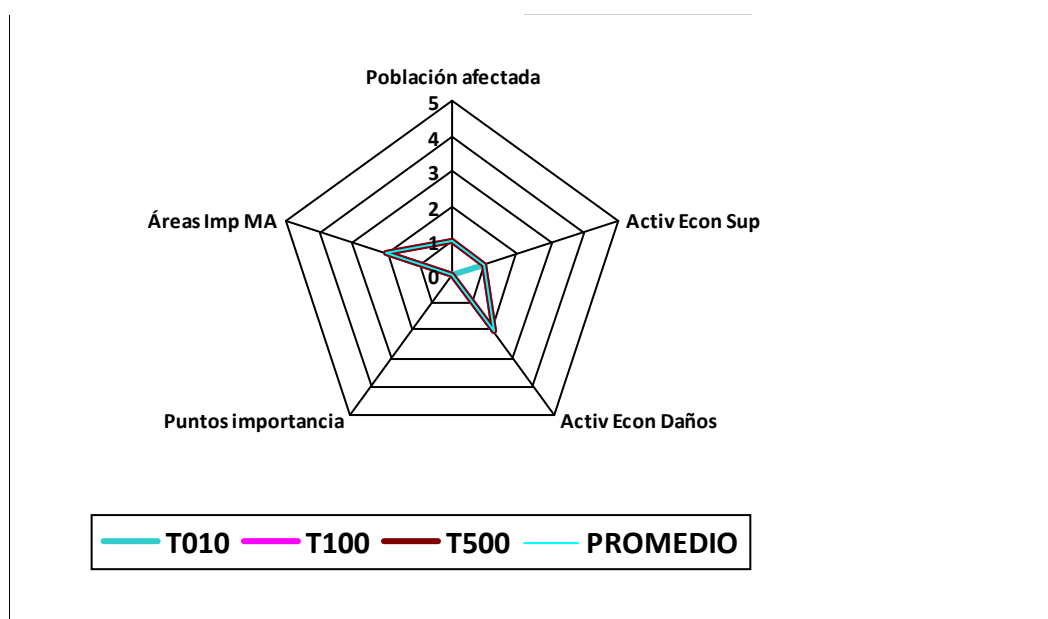 Población afectada
5
4
3
2
1
0
Áreas Imp MA
Activ Econ Sup
Puntos importancia
Activ Econ Daños
T010 T100 T500 PROMEDIO